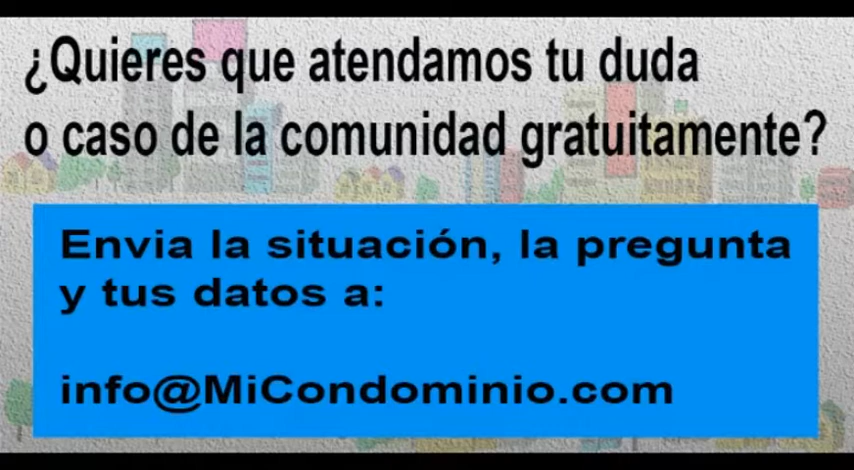 ¿Quieres que atendamos tu duda
o caso de la comunidad gratuitamente?
Envia la situación, la pregunta
y tus datos a:
info@MiCondominio.com